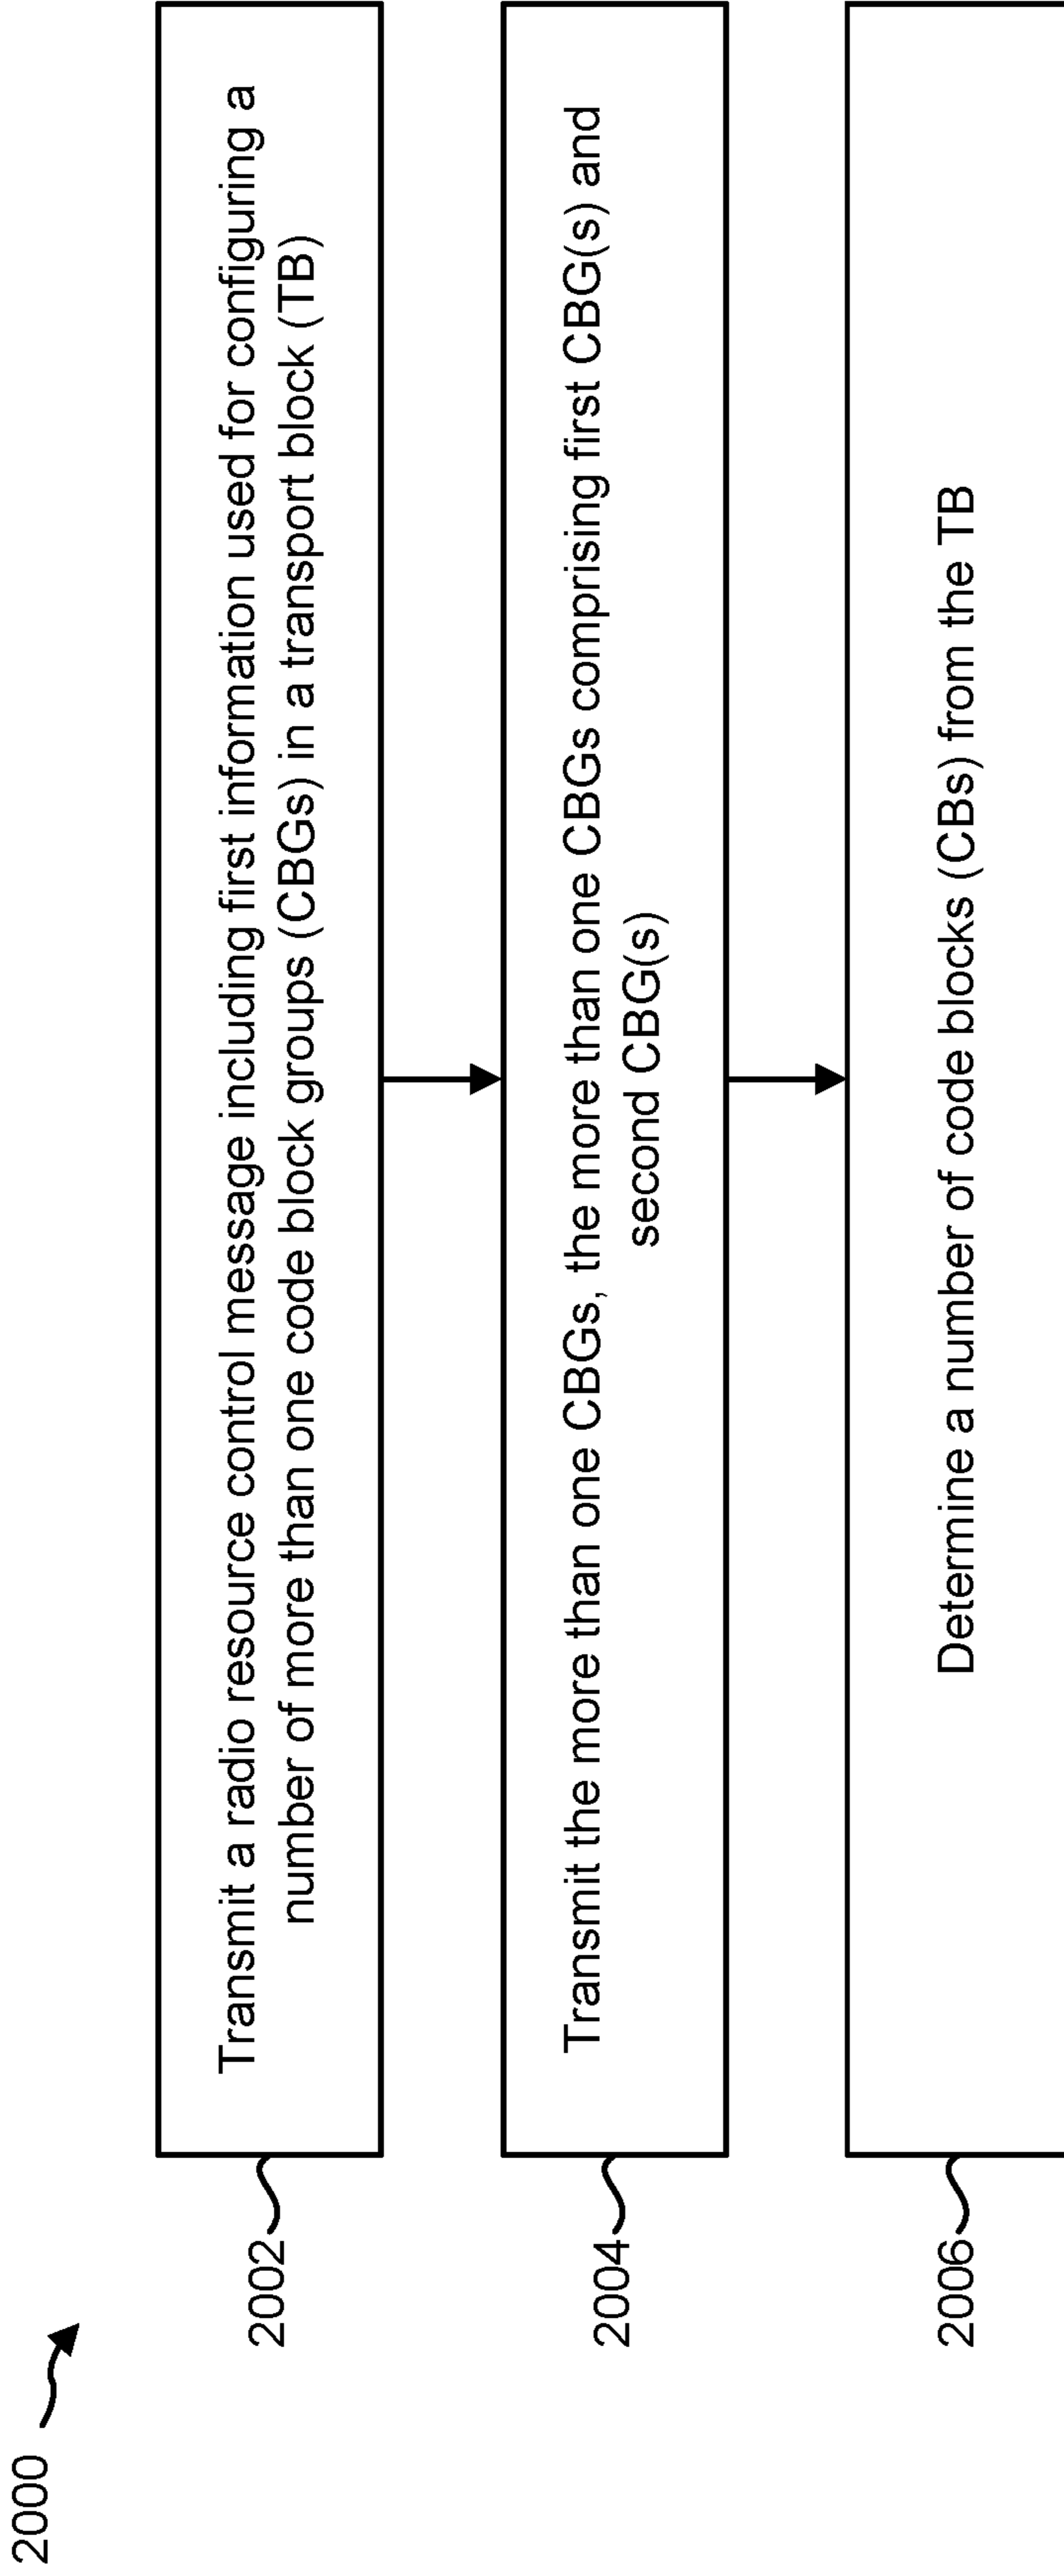 2000
2002
Transmit a radio resource control message including first information used for configuring a
number of more than one code block groups (CBGs) in a transport block (TB)
2004
Transmit the more than one CBGs, the more than one CBGs comprising first CBG(s) and
second CBG(s)
2006
Determine a number of code blocks (CBs) from the TB